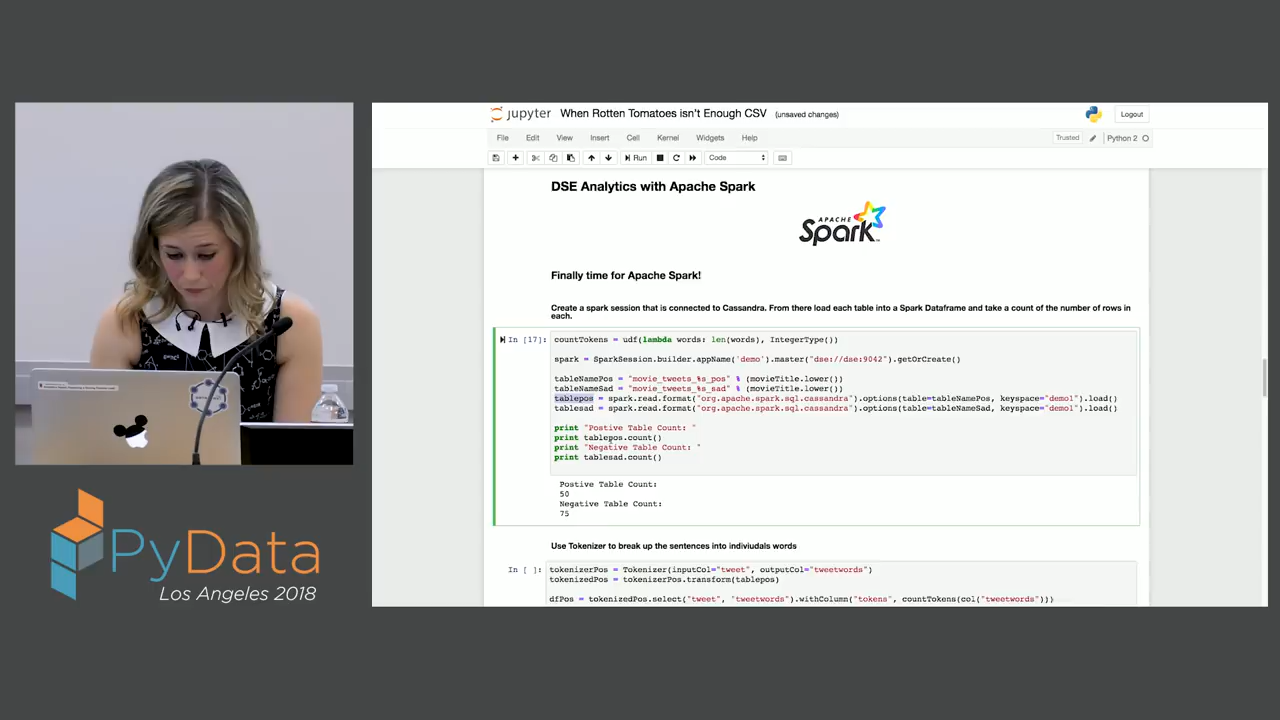 jupyter When Rotten Tomatoes isn't Enough CSV (unsaved changes) Logout
File Edit View Insert Cell Kernel Widgets Help Trusted Python 2
Run Code
DSE Analytics with Apache Spark
APACHE
Spark
Finally time for Apache Spark!
Create a spark session that is connected to Cassandra. From there load each table into a Spark Dataframe and take a count of the number of rows in
each.
In [17]: countTokens = udf(lambda words: len(words), IntegerType())
spark = SparkSession.builder.appName('demo').master("dse://dse:9042").getOrCreate()
tableNamePos = "movie_tweets_%s_pos" % (movieTitle.lower())
tableNameSad = "movie_tweets_%s_sad" % (movieTitle.lower())
tablepos = spark.read.format("org.apache.spark.sql.cassandra").options(table=tableNamePos, keyspace="demo1").load()
tablesad = spark.read.format("org.apache.spark.sql.cassandra").options(table=tableNameSad, keyspace="demo1").load()
print "Postive Table Count: "
print tablepos.count()
print "Negative Table Count: "
print tablesad.count()
Postive Table Count:
50
Negative Table Count:
75
Use Tokenizer to break up the sentences into indiviudals words
In [ ]: tokenizerPos = Tokenizer(inputCol="tweet", outputCol="tweetwords")
tokenizedPos = tokenizerPos.transform(tablepos)
dfPos = tokenizedPos.select("tweet", "tweetwords").withColumn("tokens", countTokens(col("tweetwords")))
PyData
Los Angeles 2018